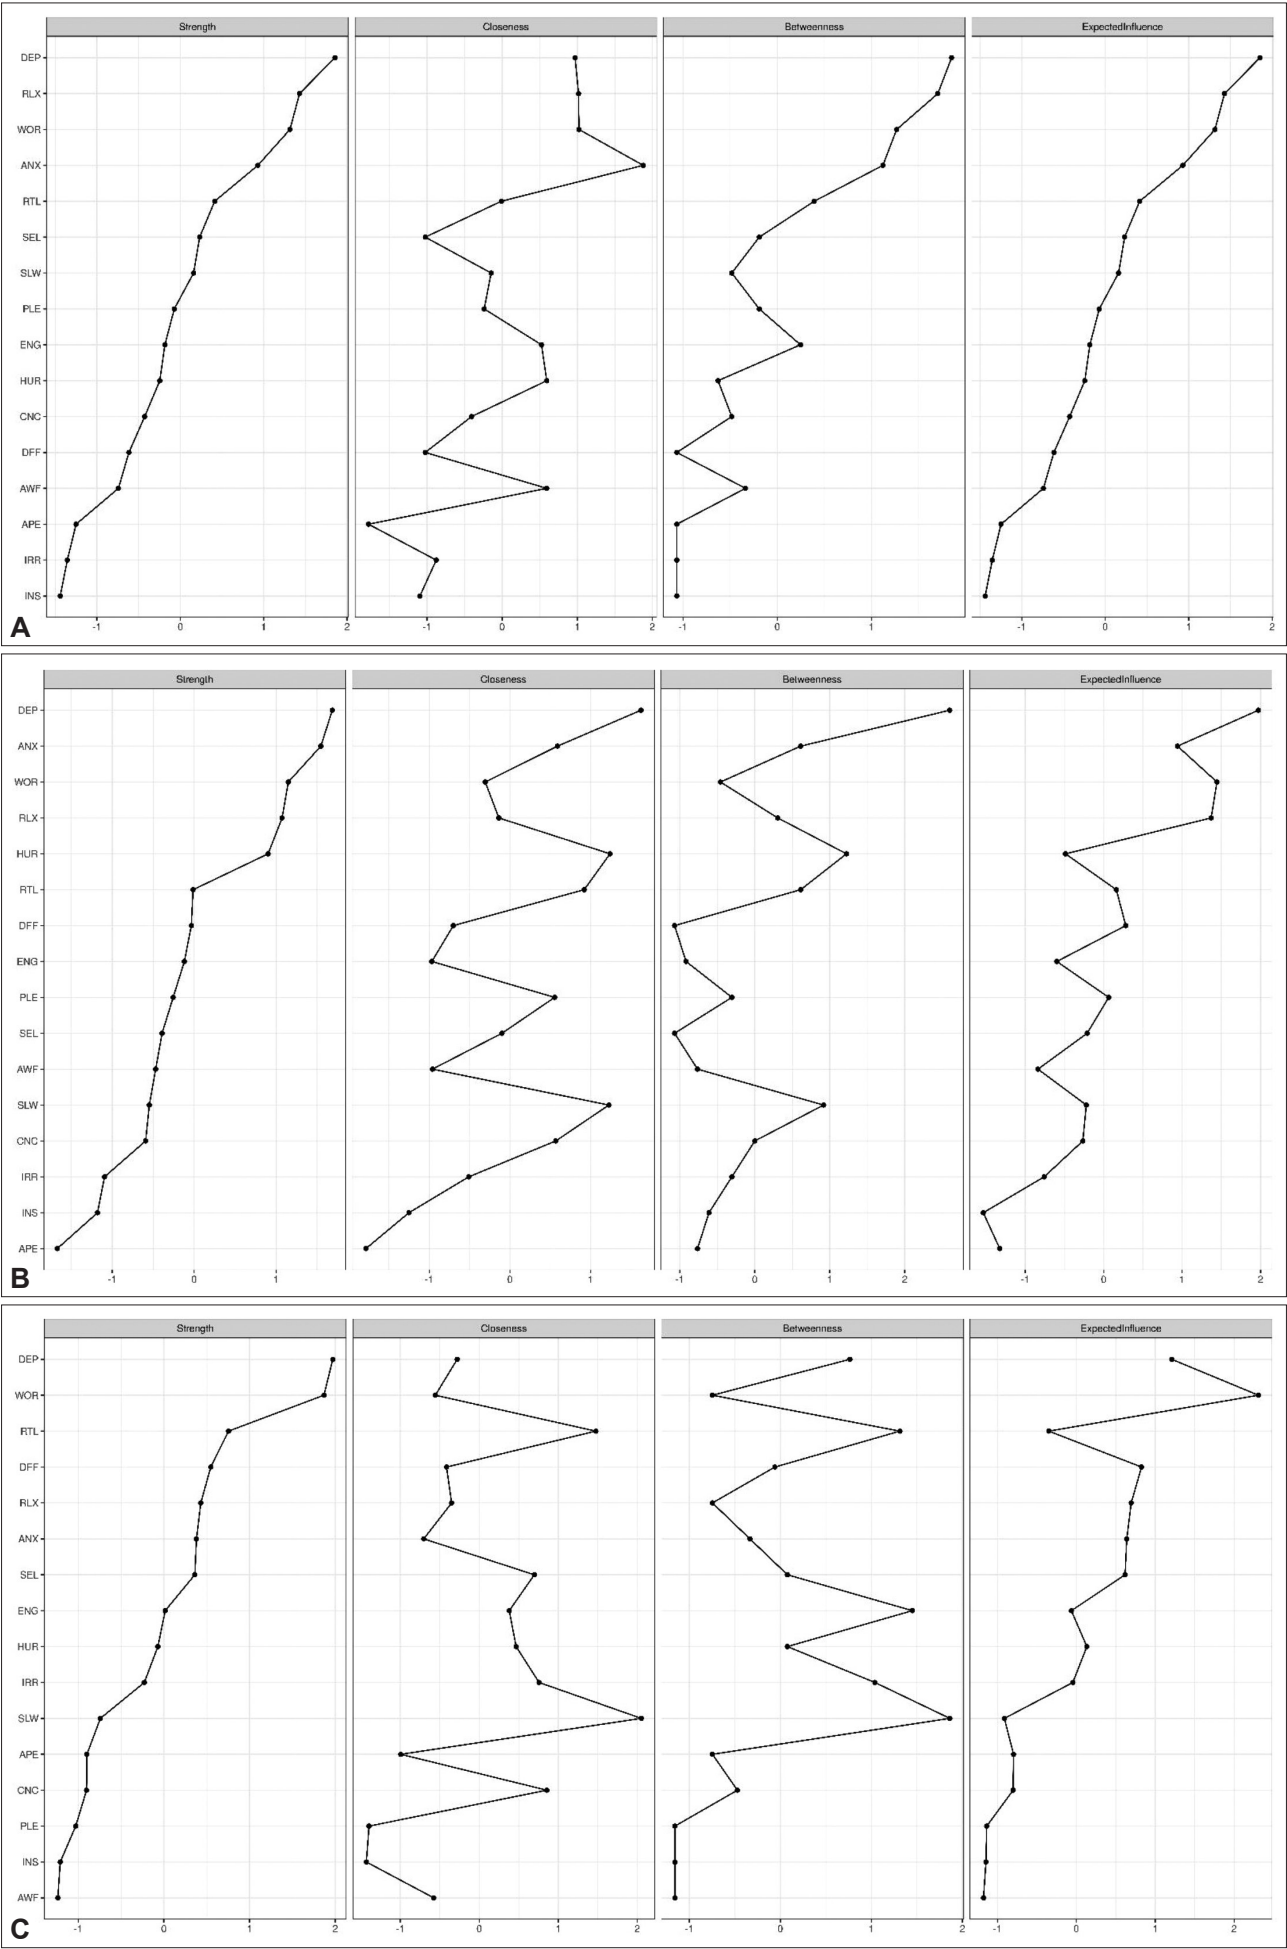 Strength Closeness Betweenness ExpectedInfluence
DEP
RLX
WOR
ANX
RTL
SEL
SLW
PLE
ENG
HUR
CNC
DFF
AWF
APE
IRR
INS
-1 0 1 2 -1 0 1 2 -1 0 1 -1 0 1 2
A
Strength Closeness Betweenness ExpectedInfluence
DEP
ANX
WOR
RLX
HUR
RTL
DFF
ENG
PLE
SEL
AWF
SLW
CNC
IRR
INS
APE
-1 0 1 -1 0 1 -1 0 1 2 -1 0 1 2
B
Strength Closeness Betweenness ExpectedInfluence
DEP
WOR
RTL
DFF
RLX
ANX
SEL
ENG
HUR
IRR
SLW
APE
CNC
PLE
INS
AWF
-1 0 1 2 -1 0 1 2 -1 0 1 2 -1 0 1 2
C